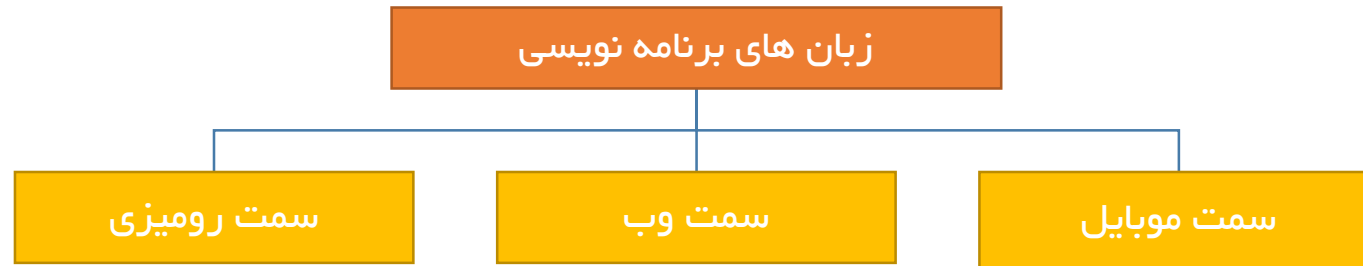 زبان های برنامه نویسی
سمت موبایل
سمت وب
سمت رومیزی